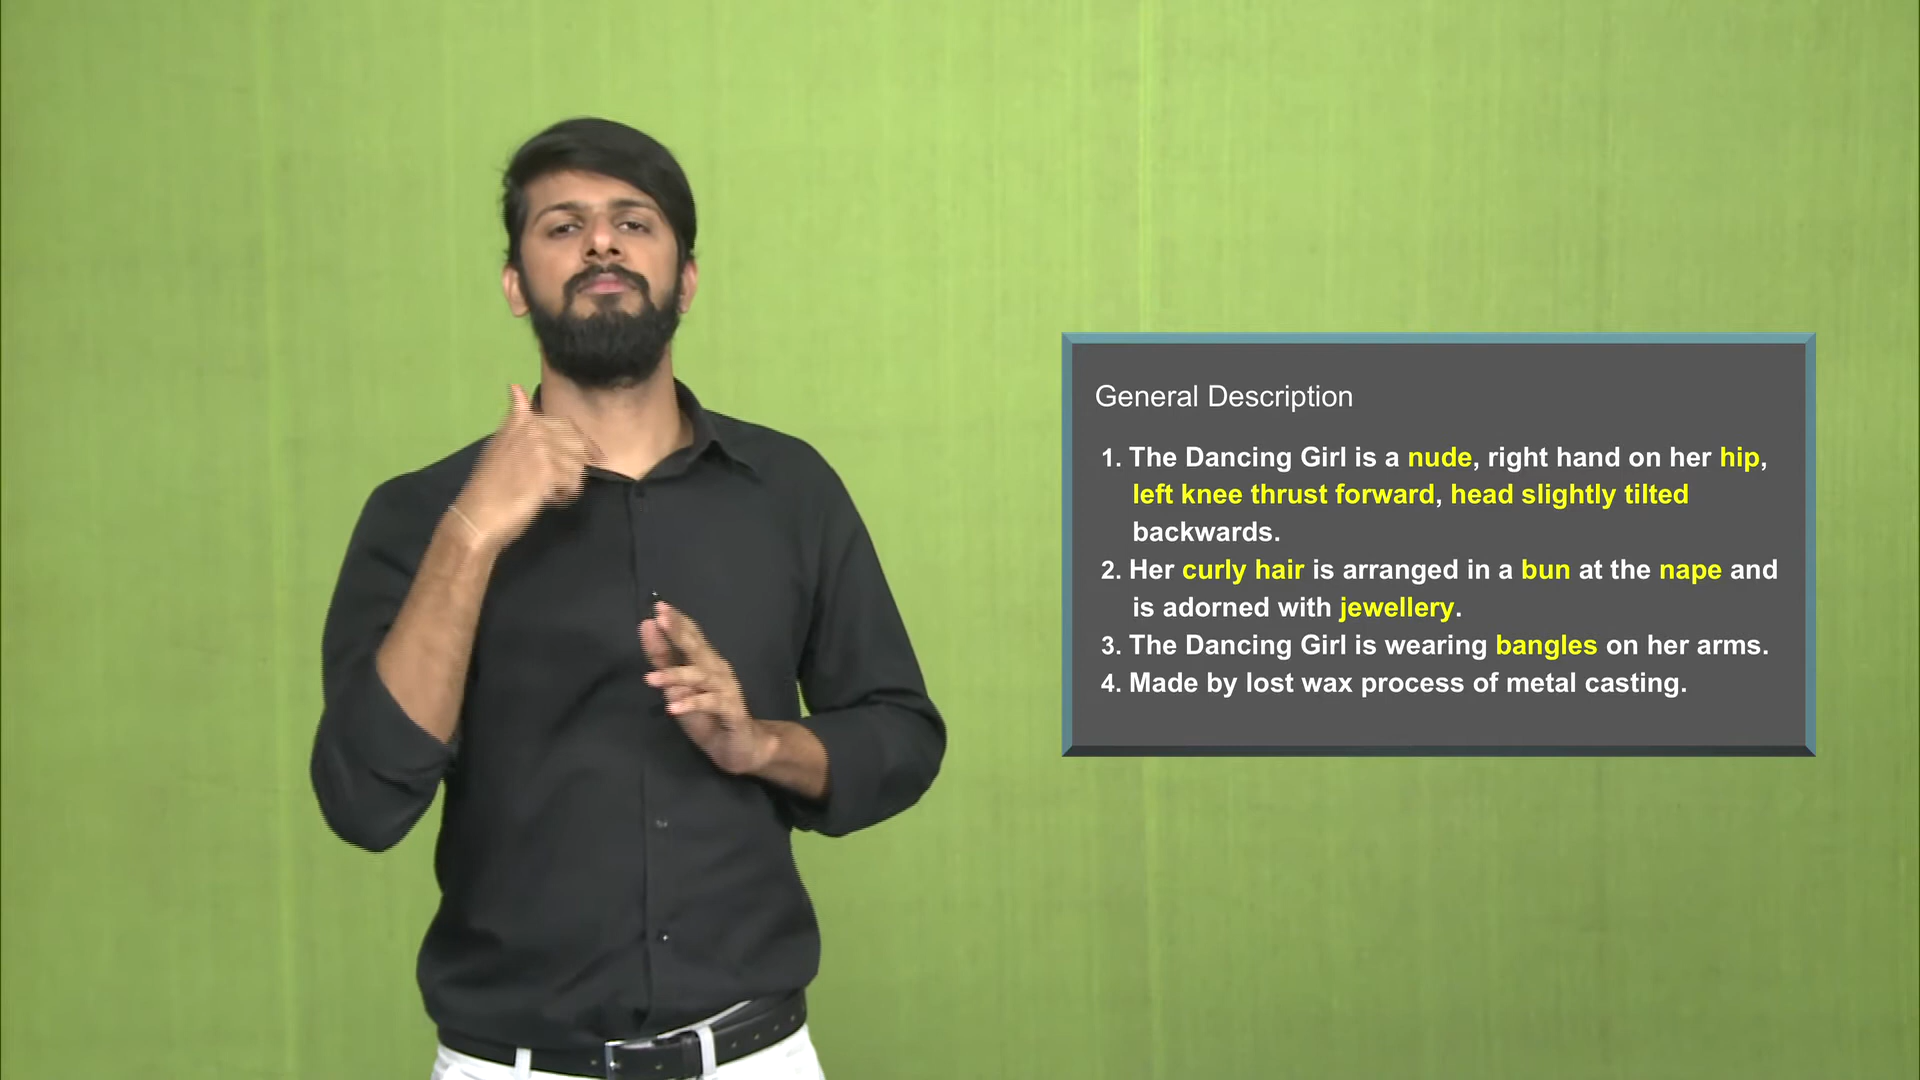 General Description
1. The Dancing Girl is a nude, right hand on her hip,
left knee thrust forward, head slightly tilted
backwards.
2. Her curly hair is arranged in a bun at the nape and
is adorned with jewellery.
3. The Dancing Girl is wearing bangles on her arms.
4. Made by lost wax process of metal casting.